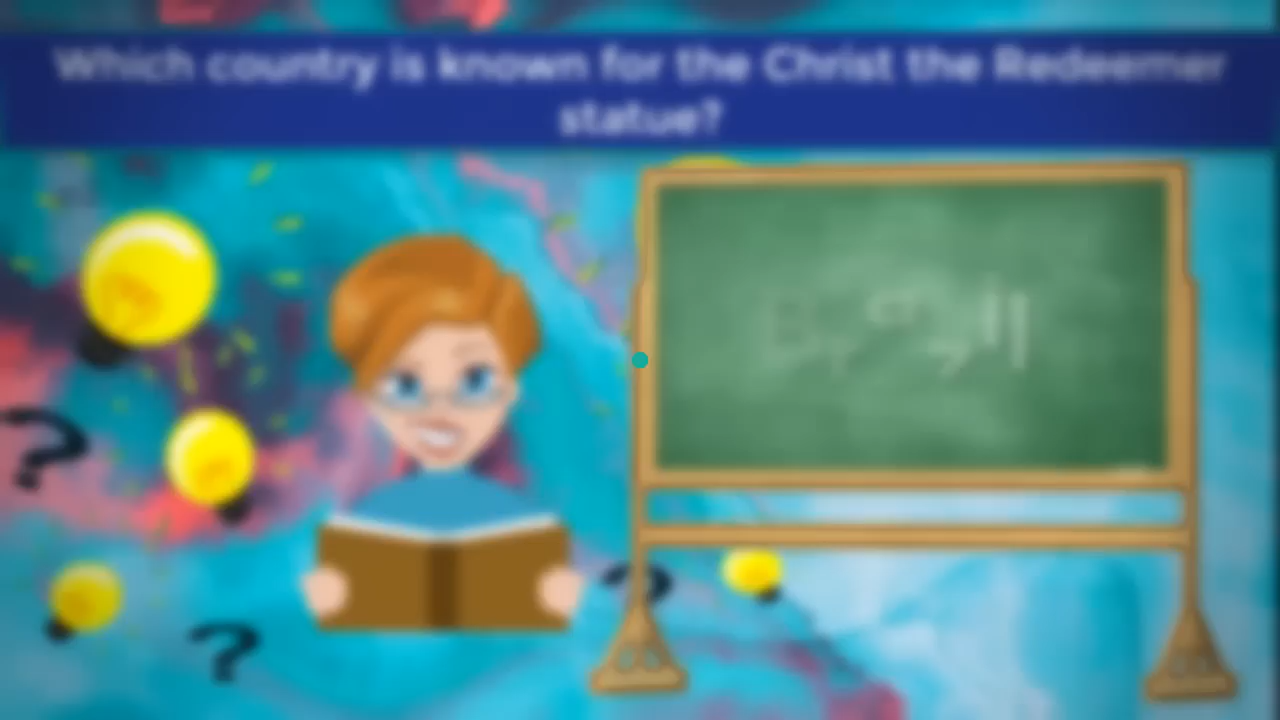 Which country is known for the Christ the Redeemer
statue?